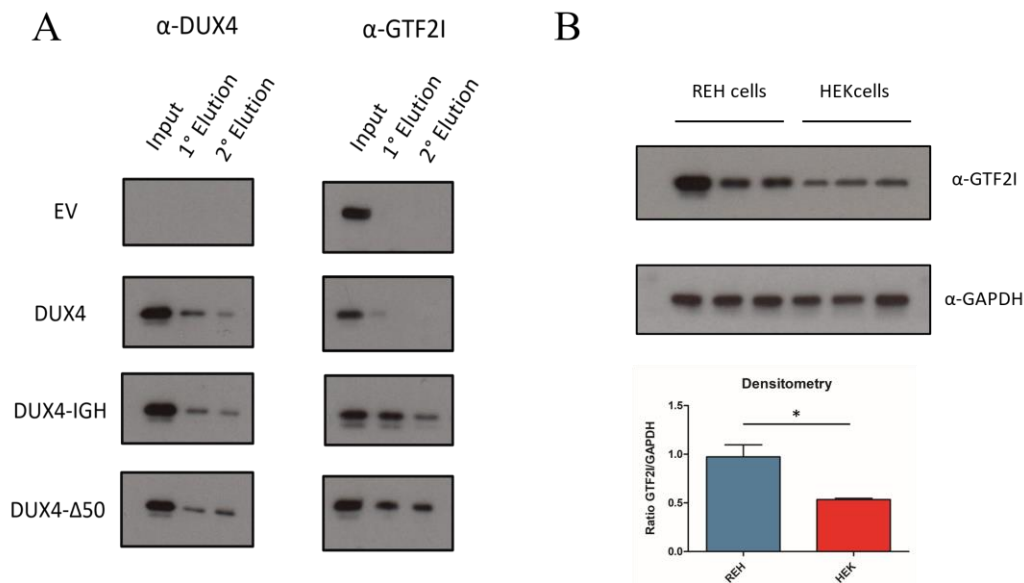 A
α-DUX4
α-GTF2I
Input
1° Elution
2° Elution
Input
1° Elution
2° Elution
EV
DUX4
DUX4-IGH
DUX4-Δ50
B
REH cells
HEKcells
α-GTF2I
α-GAPDH
Densitometry
Ratio GTF2I/GAPDH
1.5
1.0
0.5
0.0
*
REH
HEK